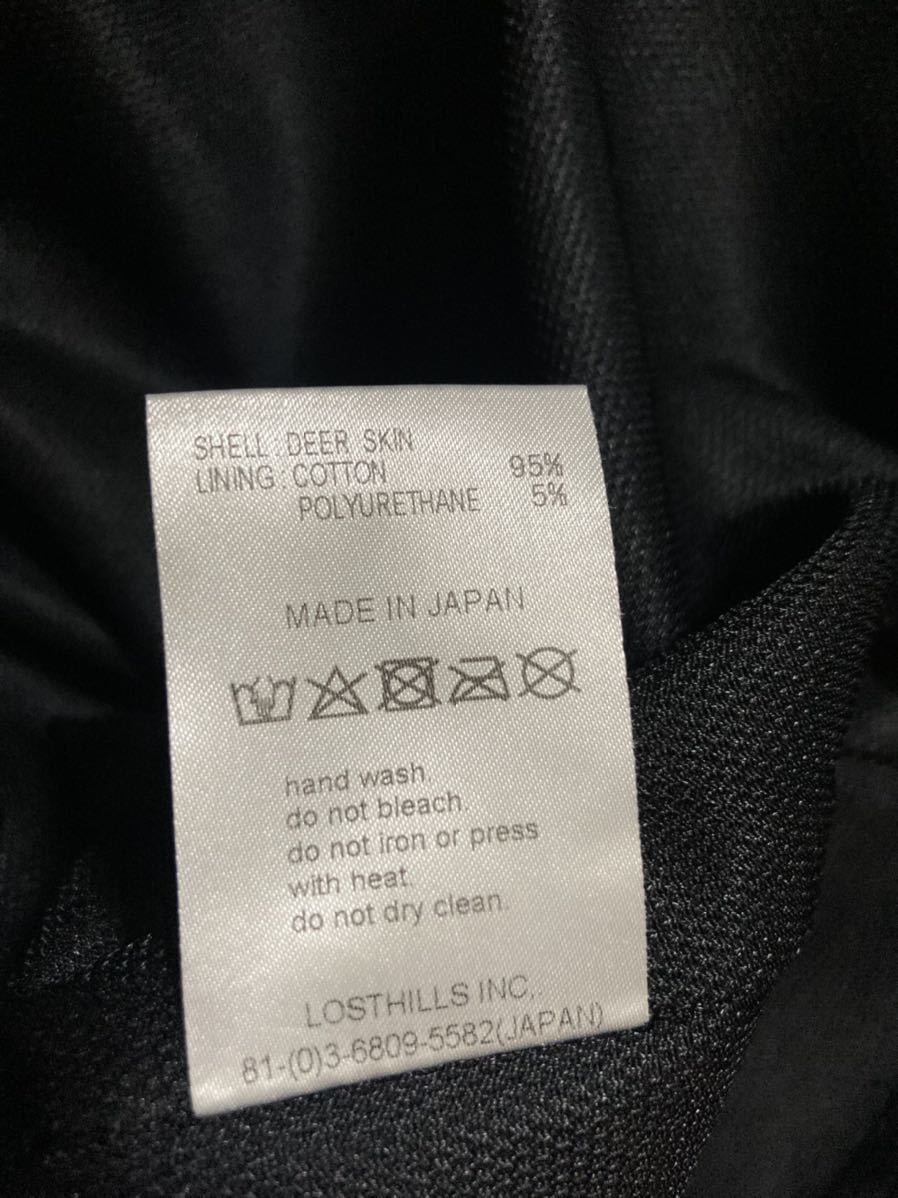 SHELL : DEER SKIN
LINING : COTTON 95%
POLYURETHANE 5%
MADE IN JAPAN
hand wash.
do not bleach.
do not iron or press
with heat.
do not dry clean.
LOSTHILLS INC,.
81-(0)3-6809-5582(JAPAN)